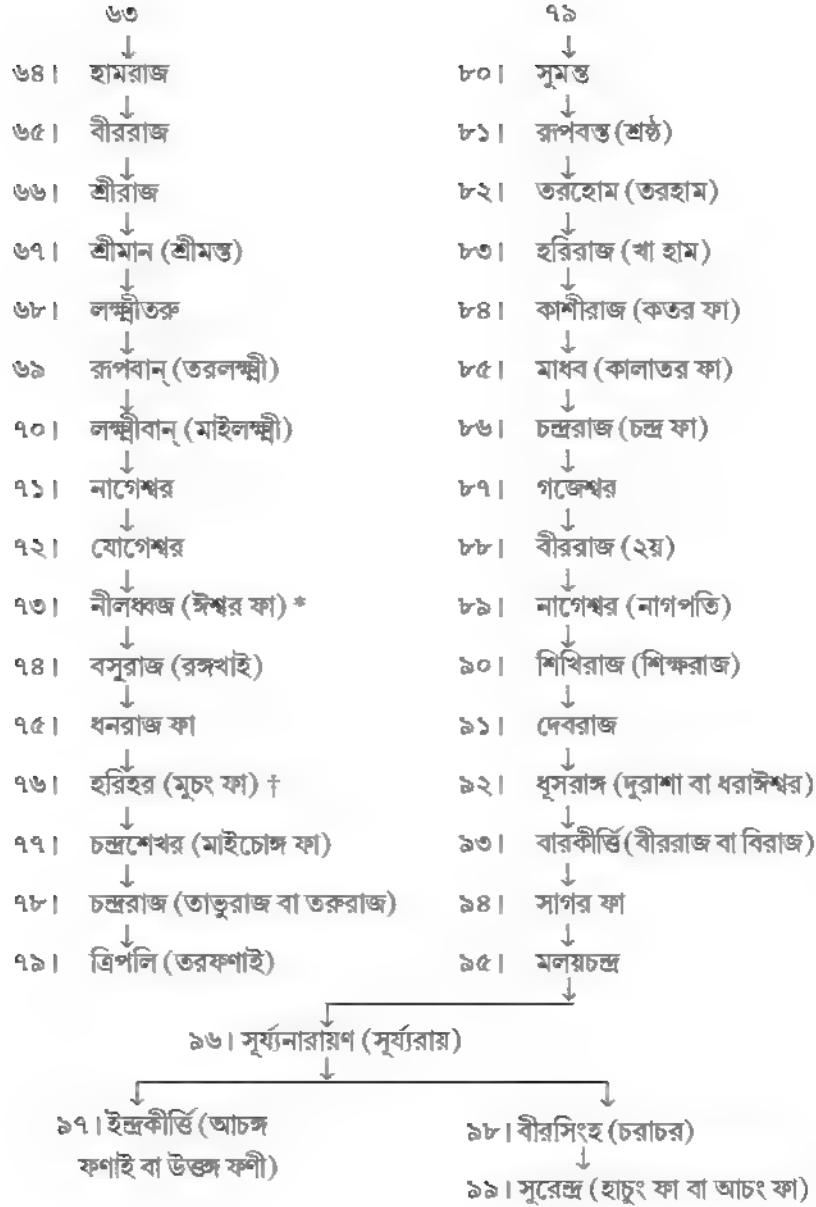 ৬৩
৬৪। হামরাজ
৬৫। বীররাজ
৬৬। শ্রীরাজ
৬৭। শ্রীমান (শ্রীমন্ত)
৬৮। লক্ষ্মীতরু
৬৯ রূপবান্ (তরলক্ষ্মী)
৭০। লক্ষ্মীবান্ (মাইলক্ষ্মী)
৭১। নাগেশ্বর
৭২। যোগেশ্বর
৭৩। নীলধ্বজ (ঈশ্বর ফা) *
৭৪। বসুরাজ (রঙ্গখাই)
৭৫। ধনরাজ ফা
৭৬। হরিহর (মুচং ফা) †
৭৭। চন্দ্রশেখর (মাইচোঙ্গ ফা)
৭৮। চন্দ্ররাজ (তাভুরাজ বা তরুরাজ)
৭৯। ত্রিপলি (তরফণাই)
৭৯
৮০। সুমন্ত
৮১। রূপবন্ত (শ্রষ্ঠ)
৮২। তরহোম (তরহাম)
৮৩। হরিরাজ (খা হাম)
৮৪। কাশীরাজ (কতর ফা)
৮৫। মাধব (কালাতর ফা)
৮৬। চন্দ্ররাজ (চন্দ্র ফা)
৮৭। গজেশ্বর
৮৮। বীররাজ (২য়)
৮৯। নাগেশ্বর (নাগপতি)
৯০। শিখিরাজ (শিক্ষরাজ)
৯১। দেবরাজ
৯২। ধূসরাঙ্গ (দুরাশা বা ধরাঈশ্বর)
৯৩। বারকীর্ত্তি (বীররাজ বা বিরাজ)
৯৪। সাগর ফা
৯৫। মলয়চন্দ্র
৯৬। সূর্য্যনারায়ণ (সূর্য্যরায়)
৯৭। ইন্দ্রকীর্ত্তি (আচঙ্গ
ফণাই বা উত্তঙ্গ ফণী)
৯৮। বীরসিংহ (চরাচর)
৯৯। সুরেন্দ্র (হাচুং ফা বা আচং ফা)